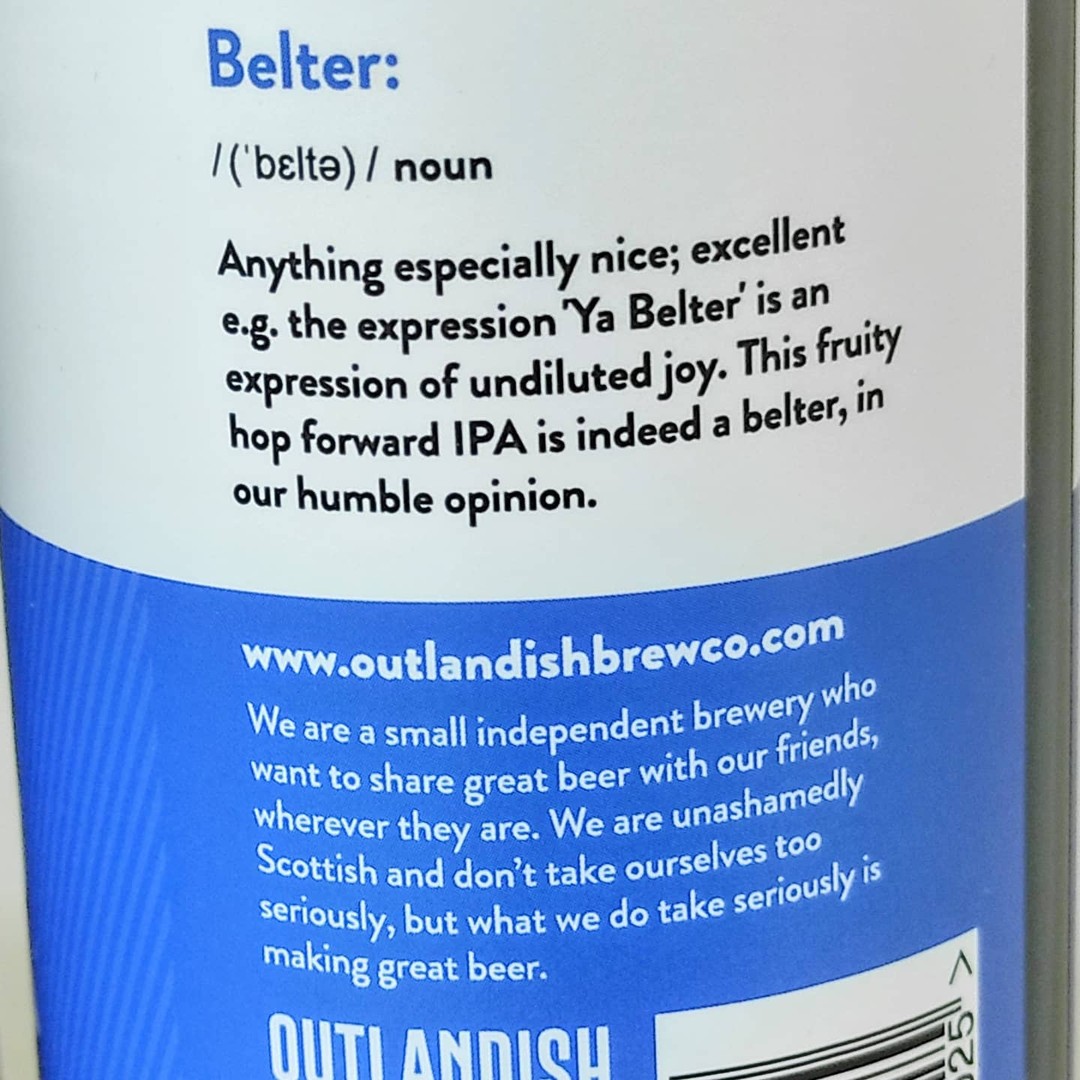 Belter:
/(ˈbɛltə)/ noun
Anything especially nice; excellent
e.g. the expression 'Ya Belter' is an
expression of undiluted joy. This fruity
hop forward IPA is indeed a belter, in
our humble opinion.
www.outlandishbrewco.com
We are a small independent brewery who
want to share great beer with our friends,
wherever they are. We are unashamedly
Scottish and don't take ourselves too
seriously, but what we do take seriously is
making great beer.
OUTLANDISH